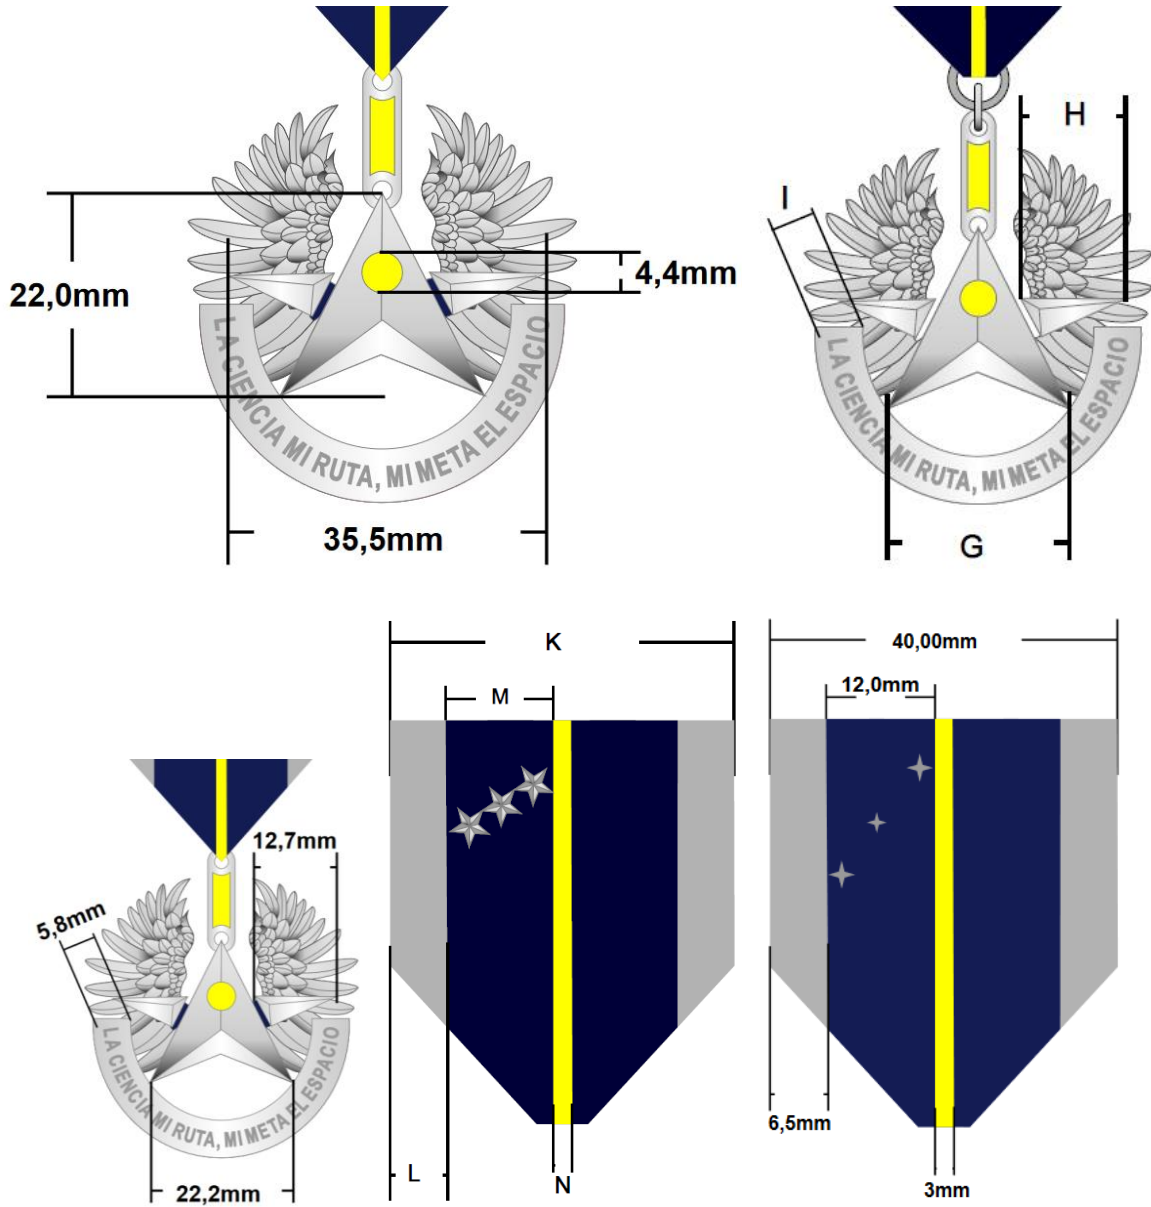 22,0mm
4,4mm
LA CIENCIA MI RUTA, MI META EL ESPACIO
35,5mm
H
I
LA CIENCIA MI RUTA, MI META EL ESPACIO
G
12,7mm
5,8mm
LA CIENCIA MI RUTA, MI META EL ESPACIO
22,2mm
K
M
L
N
40,00mm
12,0mm
6,5mm
3mm